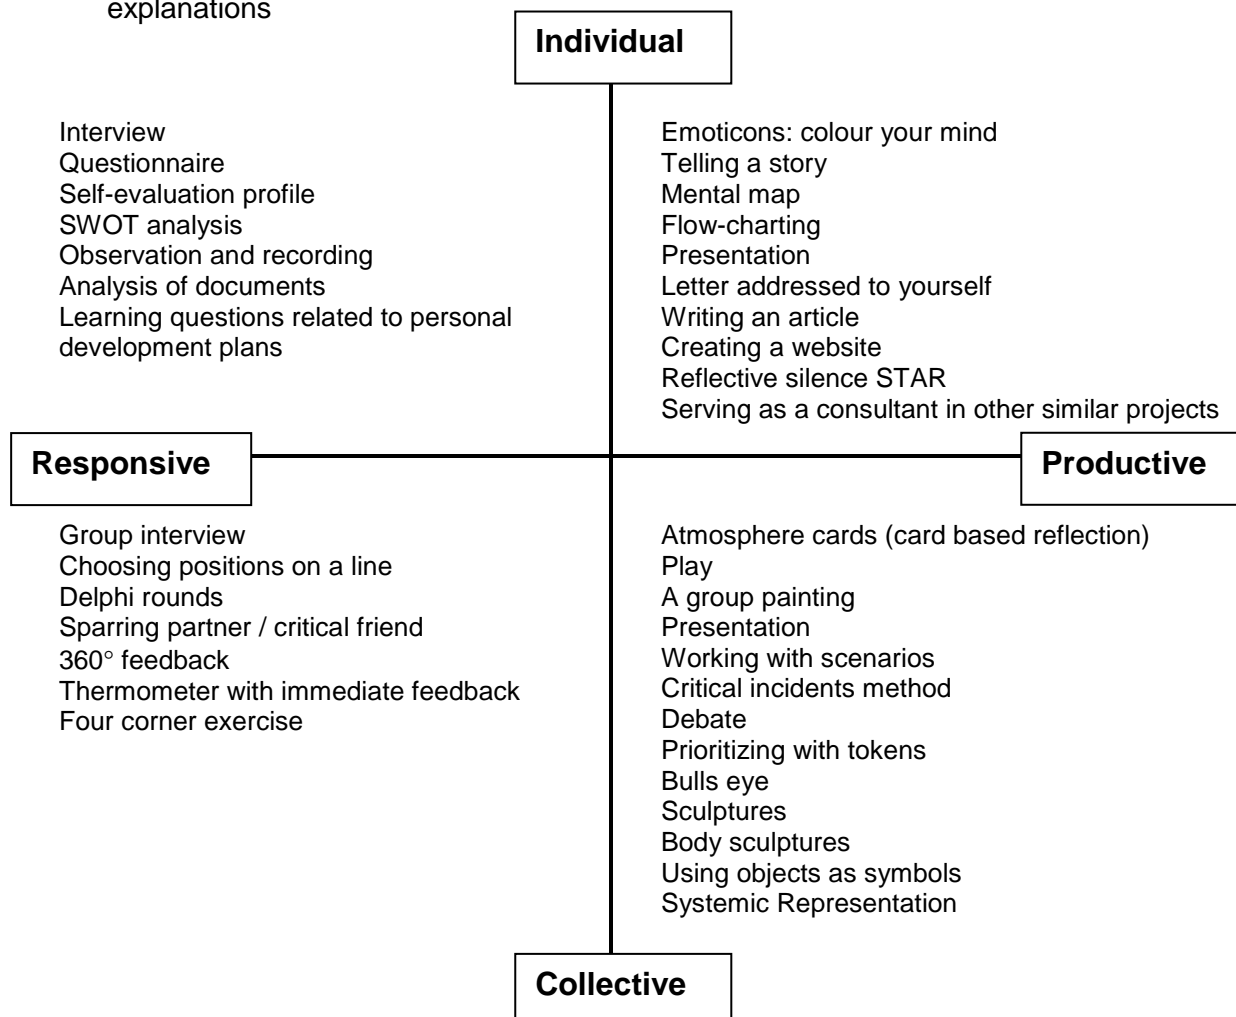 explanations
Individual
Interview
Questionnaire
Self-evaluation profile
SWOT analysis
Observation and recording
Analysis of documents
Learning questions related to personal
development plans
Emoticons: colour your mind
Telling a story
Mental map
Flow-charting
Presentation
Letter addressed to yourself
Writing an article
Creating a website
Reflective silence STAR
Serving as a consultant in other similar projects
Responsive
Productive
Group interview
Choosing positions on a line
Delphi rounds
Sparring partner / critical friend
360° feedback
Thermometer with immediate feedback
Four corner exercise
Atmosphere cards (card based reflection)
Play
A group painting
Presentation
Working with scenarios
Critical incidents method
Debate
Prioritizing with tokens
Bulls eye
Sculptures
Body sculptures
Using objects as symbols
Systemic Representation
Collective